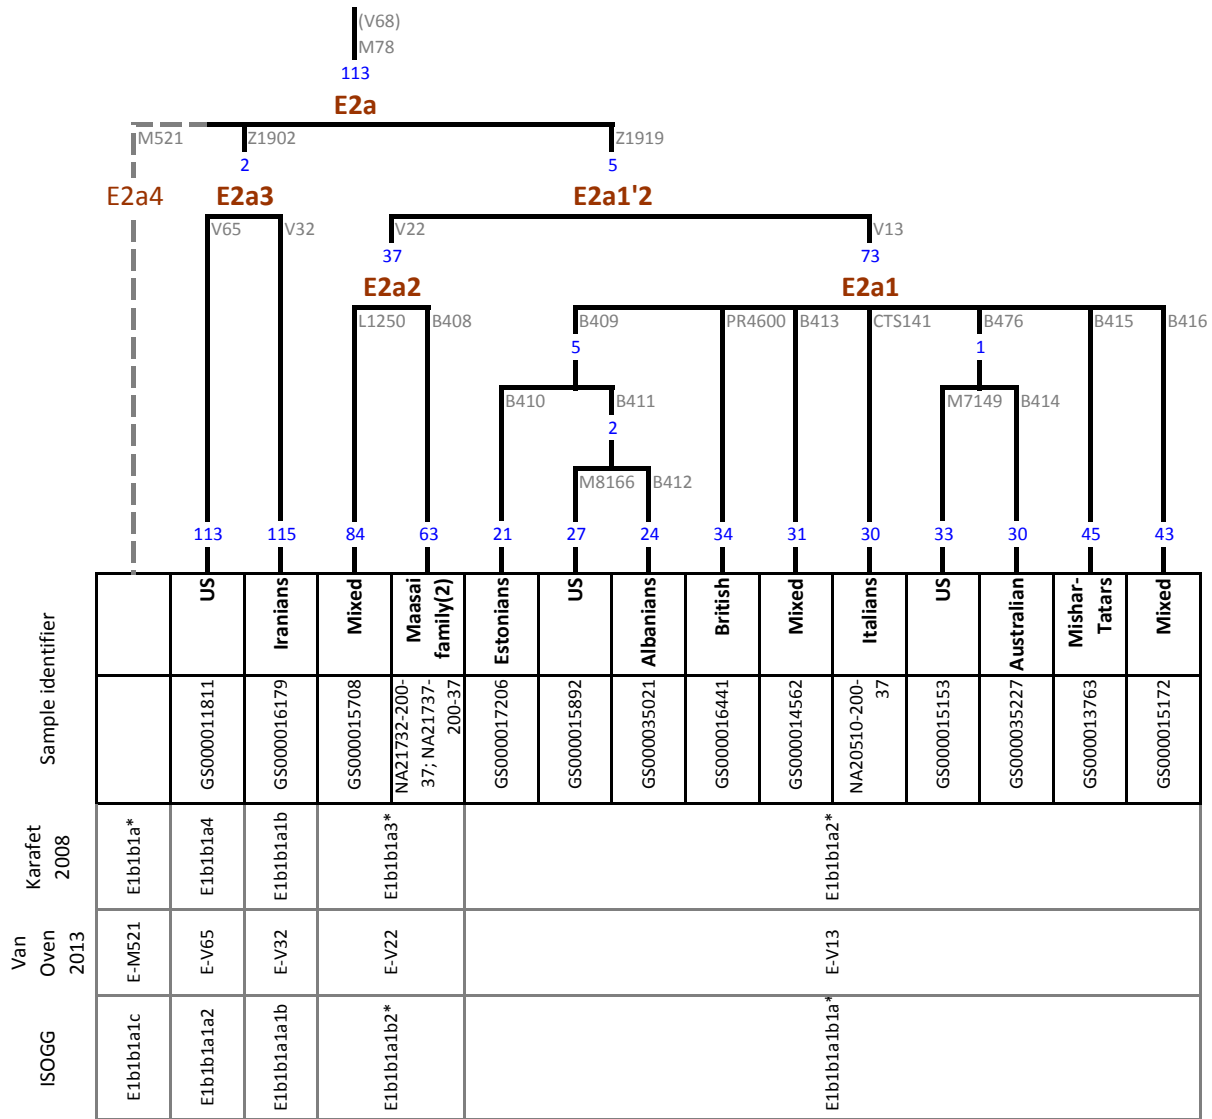 (V68)
M78
113
E2a
M521
Z1902
Z1919
2
5
E2a4
E2a3
E2a1'2
V65
V32
V22
V13
37
73
E2a2
E2a1
L1250
B408
B409
PR4600
B413
CTS141
B476
B415
B416
5
1
B410
B411
M7149
B414
2
M8166
B412
113
115
84
63
21
27
24
34
31
30
33
30
45
43
US
Iranians
Mixed
Maasai
family(2)
Estonians
US
Albanians
British
Mixed
Italians
US
Australian
Mishar-
Tatars
Mixed
Sample identifier
GS000011811
GS000016179
GS000015708
NA21732-200-
37; NA21737-
200-37
GS000017206
GS000015892
GS000035021
GS000016441
GS000014562
NA20510-200-
37
GS000015153
GS000035227
GS000013763
GS000015172
Karafet
2008
E1b1b1a*
E1b1b1a4
E1b1b1a1b
E1b1b1a3*
E1b1b1a2*
Van
Oven
2013
E-M521
E-V65
E-V32
E-V22
E-V13
ISOGG
E1b1b1a1c
E1b1b1a1a2
E1b1b1a1a1b
E1b1b1a1b2*
E1b1b1a1b1a*